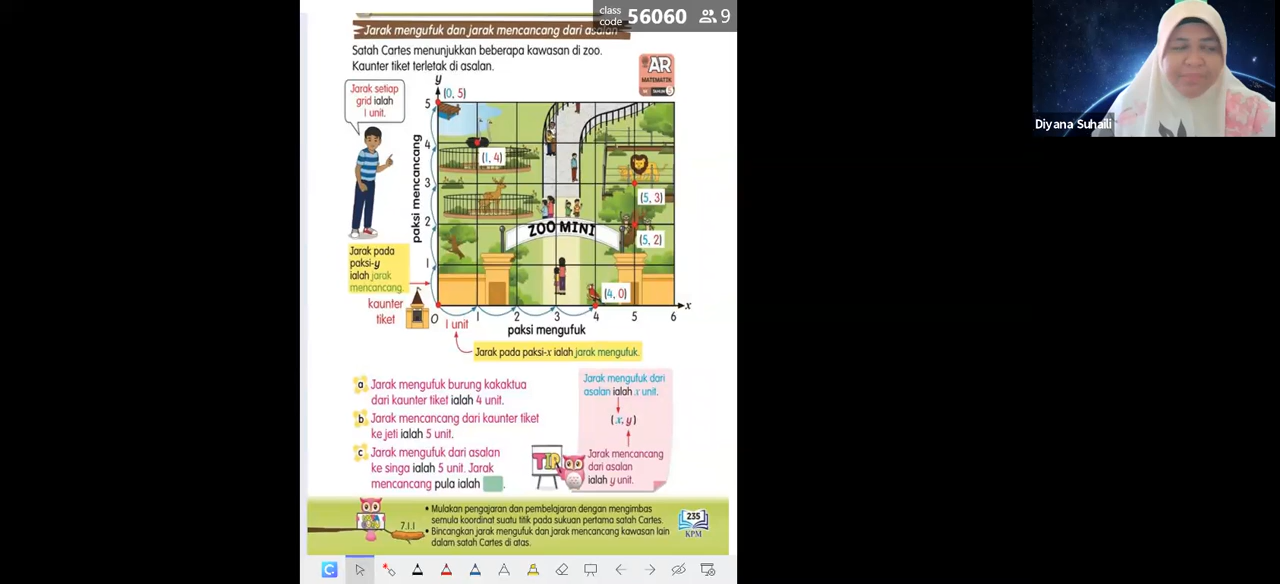 class
code 56060 9
Jarak mengufuk dan jarak mencancang dari asalan
Satah Cartes menunjukkan beberapa kawasan di zoo.
Kaunter tiket terletak di asalan.
AR
MATEMATIK
Jarak setiap
grid ialah
1 unit.
y
(0, 5)
5
4
3
2
1
O
paksi mencancang
(1, 4)
(5, 3)
(5, 2)
ZOO MINI
(4, 0)
Jarak pada
paksi-y
ialah jarak
mencancang.
kaunter
tiket
1 unit
1 2 3 4 5 6 x
paksi mengufuk
Jarak pada paksi-x ialah jarak mengufuk.
a Jarak mengufuk burung kakaktua
dari kaunter tiket ialah 4 unit.
b Jarak mencancang dari kaunter tiket
ke jeti ialah 5 unit.
c Jarak mengufuk dari asalan
ke singa ialah 5 unit. Jarak
mencancang pula ialah
Jarak mengufuk dari
asalan ialah x unit.
(x, y)
Jarak mencancang
dari asalan
ialah y unit.
TIP
7.1.1
• Mulakan pengajaran dan pembelajaran dengan mengimbas
semula koordinat suatu titik pada sukuan pertama satah Cartes.
• Bincangkan jarak mengufuk dan jarak mencancang kawasan lain
dalam satah Cartes di atas.
235
KPM
Diyana Suhaili